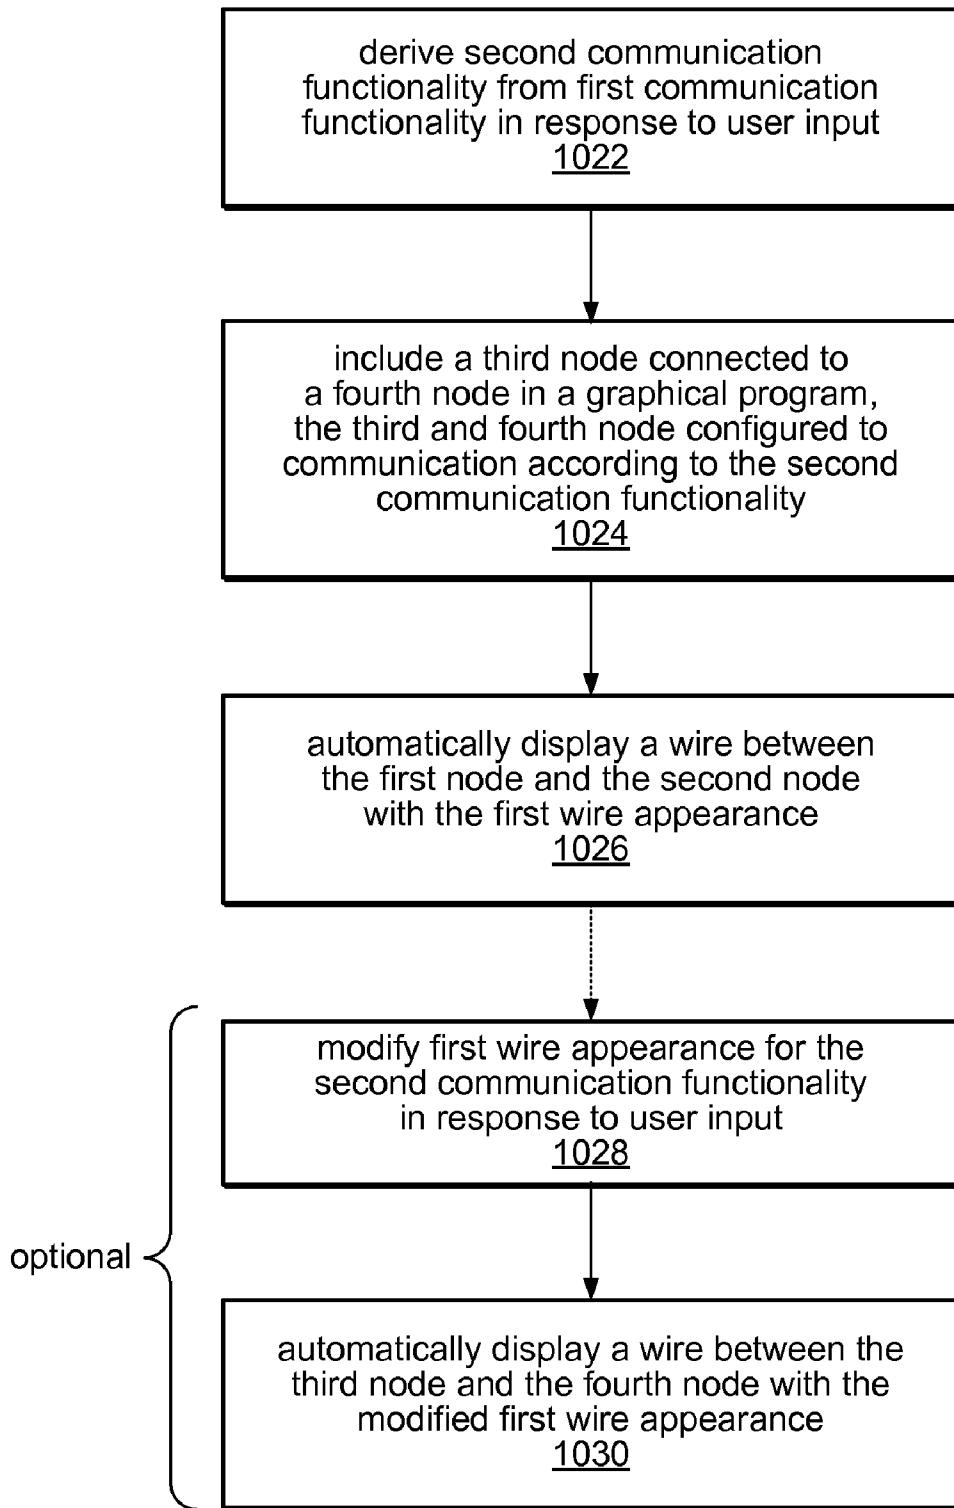 derive second communication
functionality from first communication
functionality in response to user input
1022
include a third node connected to
a fourth node in a graphical program,
the third and fourth node configured to
communication according to the second
communication functionality
1024
automatically display a wire between
the first node and the second node
with the first wire appearance
1026
modify first wire appearance for the
second communication functionality
in response to user input
1028
optional
automatically display a wire between the
third node and the fourth node with the
modified first wire appearance
1030